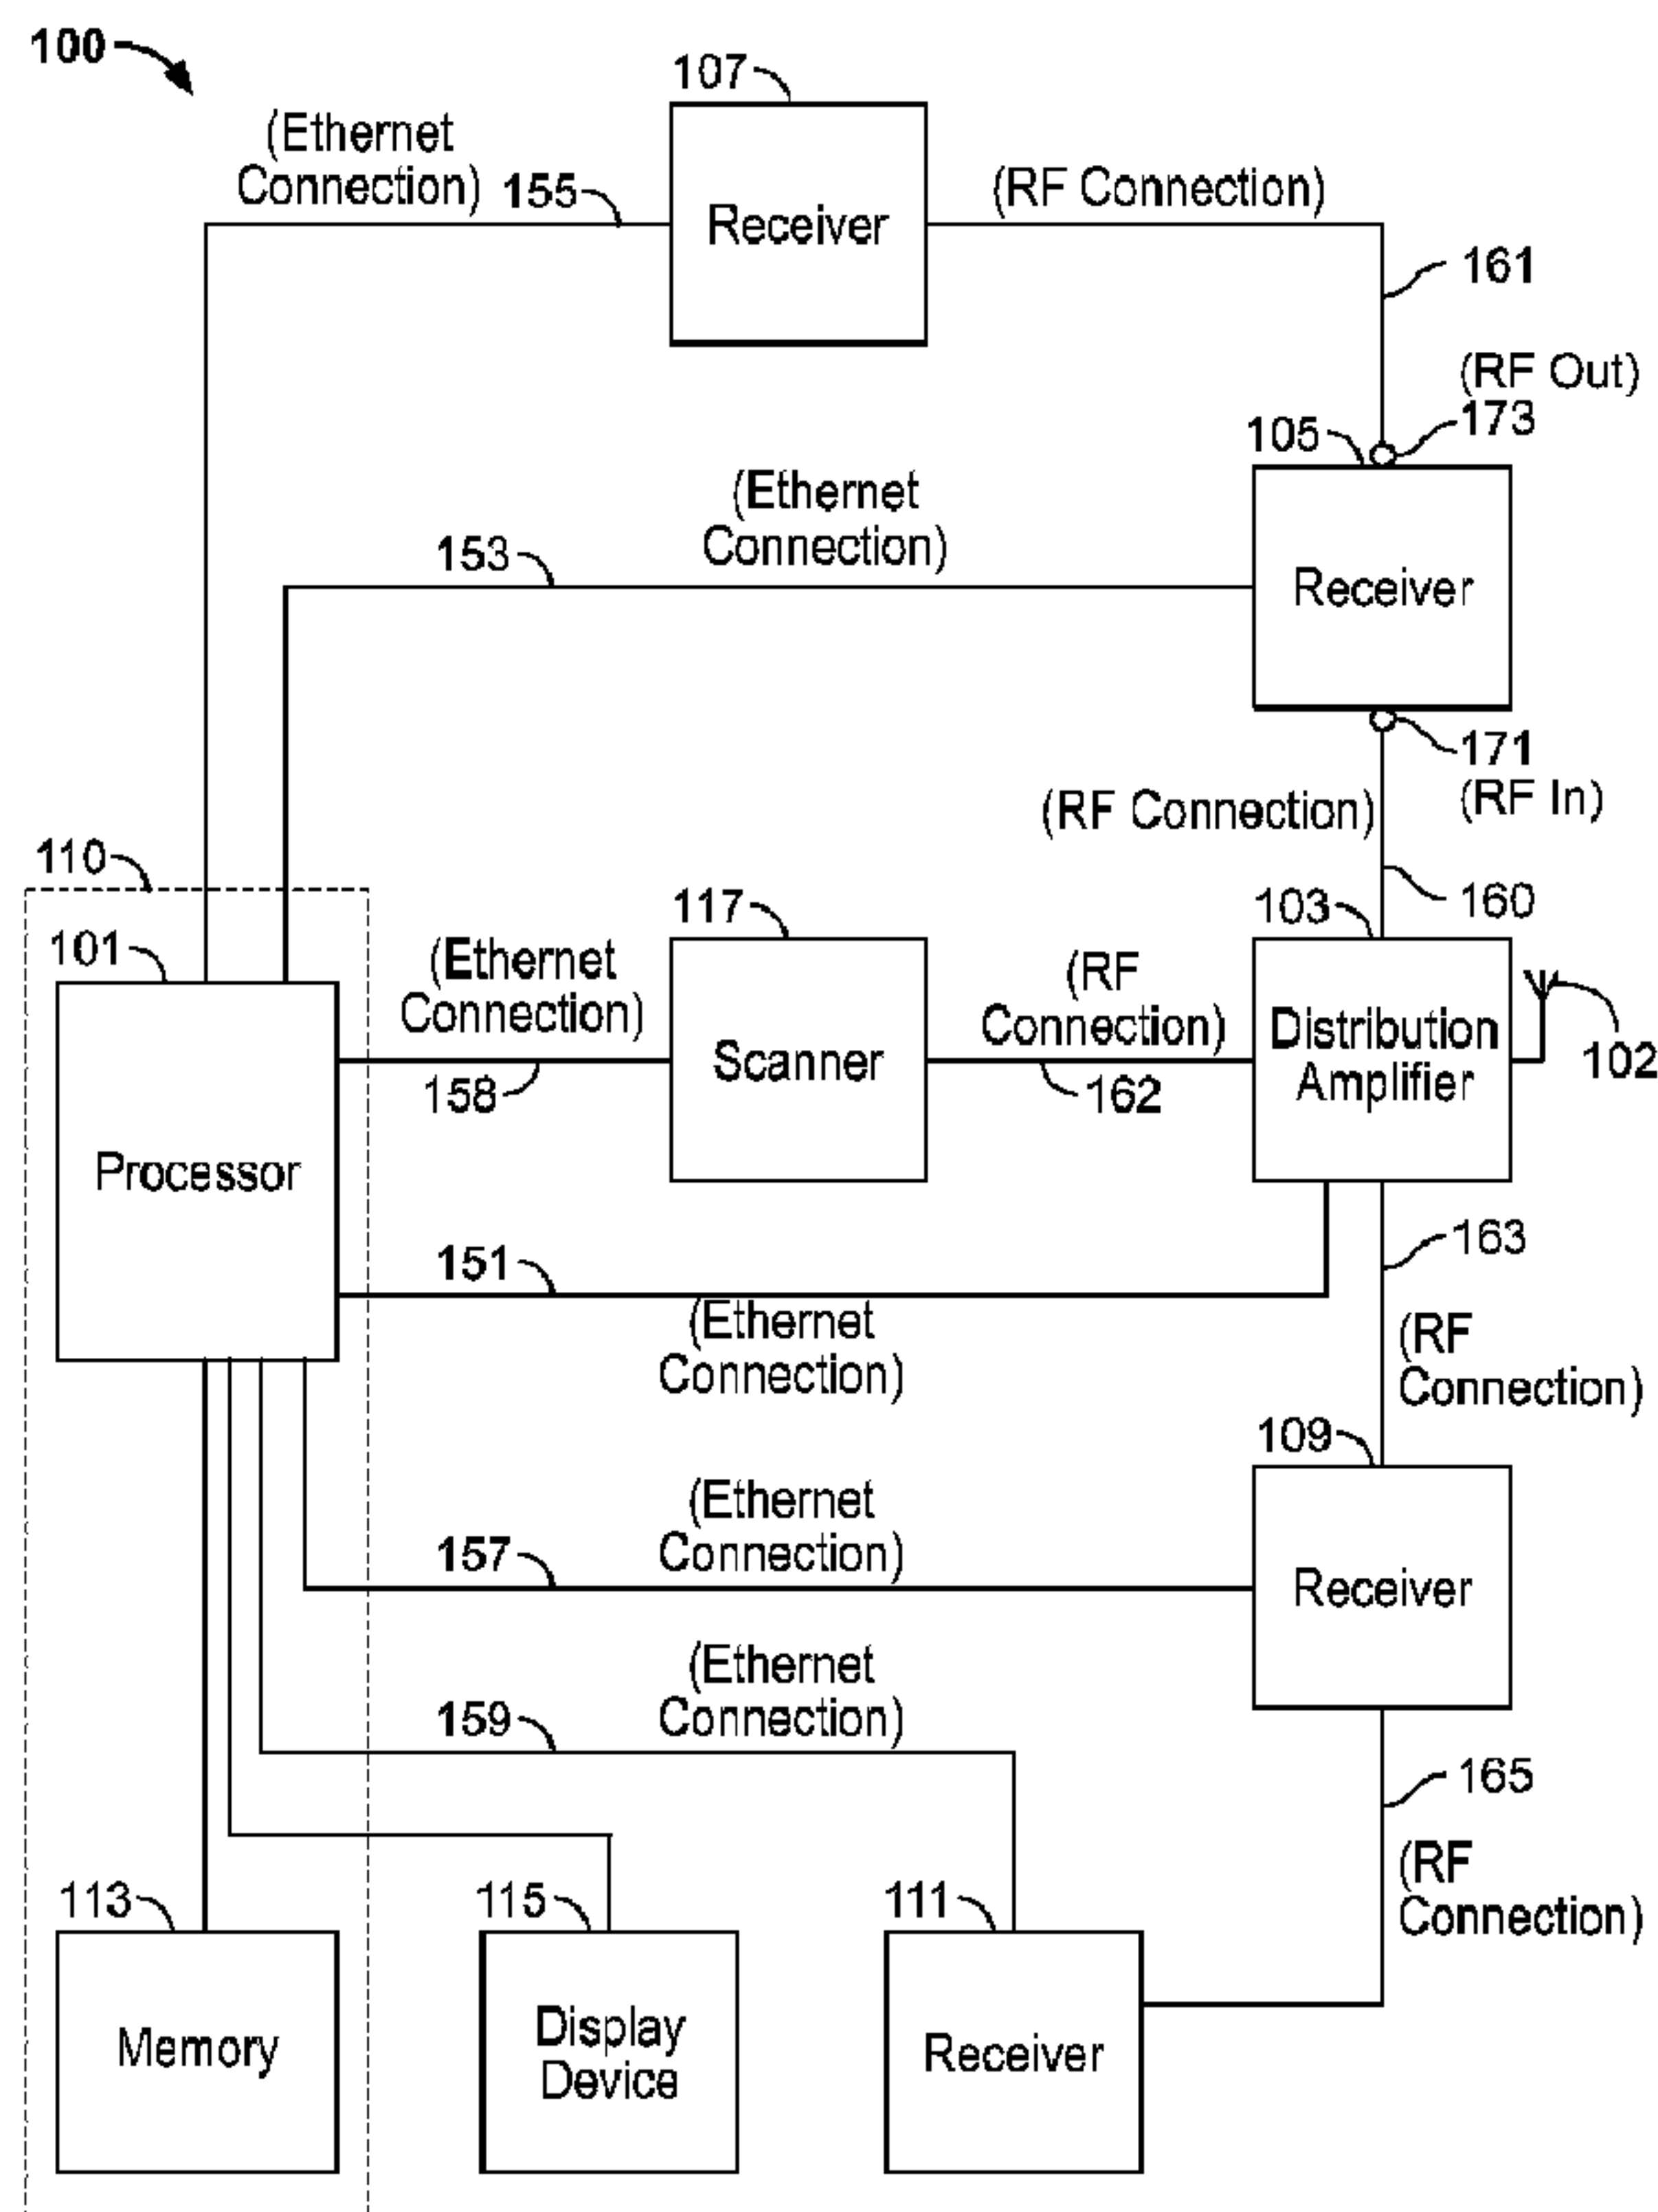 100
107
(Ethernet
Connection)
155
Receiver
(RF Connection)
161
(RF Out)
173
105
(Ethernet
Connection)
153
Receiver
171
(RF In)
(RF Connection)
160
110
101
117
103
(Ethernet
Connection)
(RF
Connection)
158
Scanner
162
Distribution
Amplifier
102
Processor
163
151
(Ethernet
Connection)
(RF
Connection)
109
(Ethernet
Connection)
157
Receiver
(Ethernet
Connection)
159
165
(RF
Connection)
113
115
111
Memory
Display
Device
Receiver